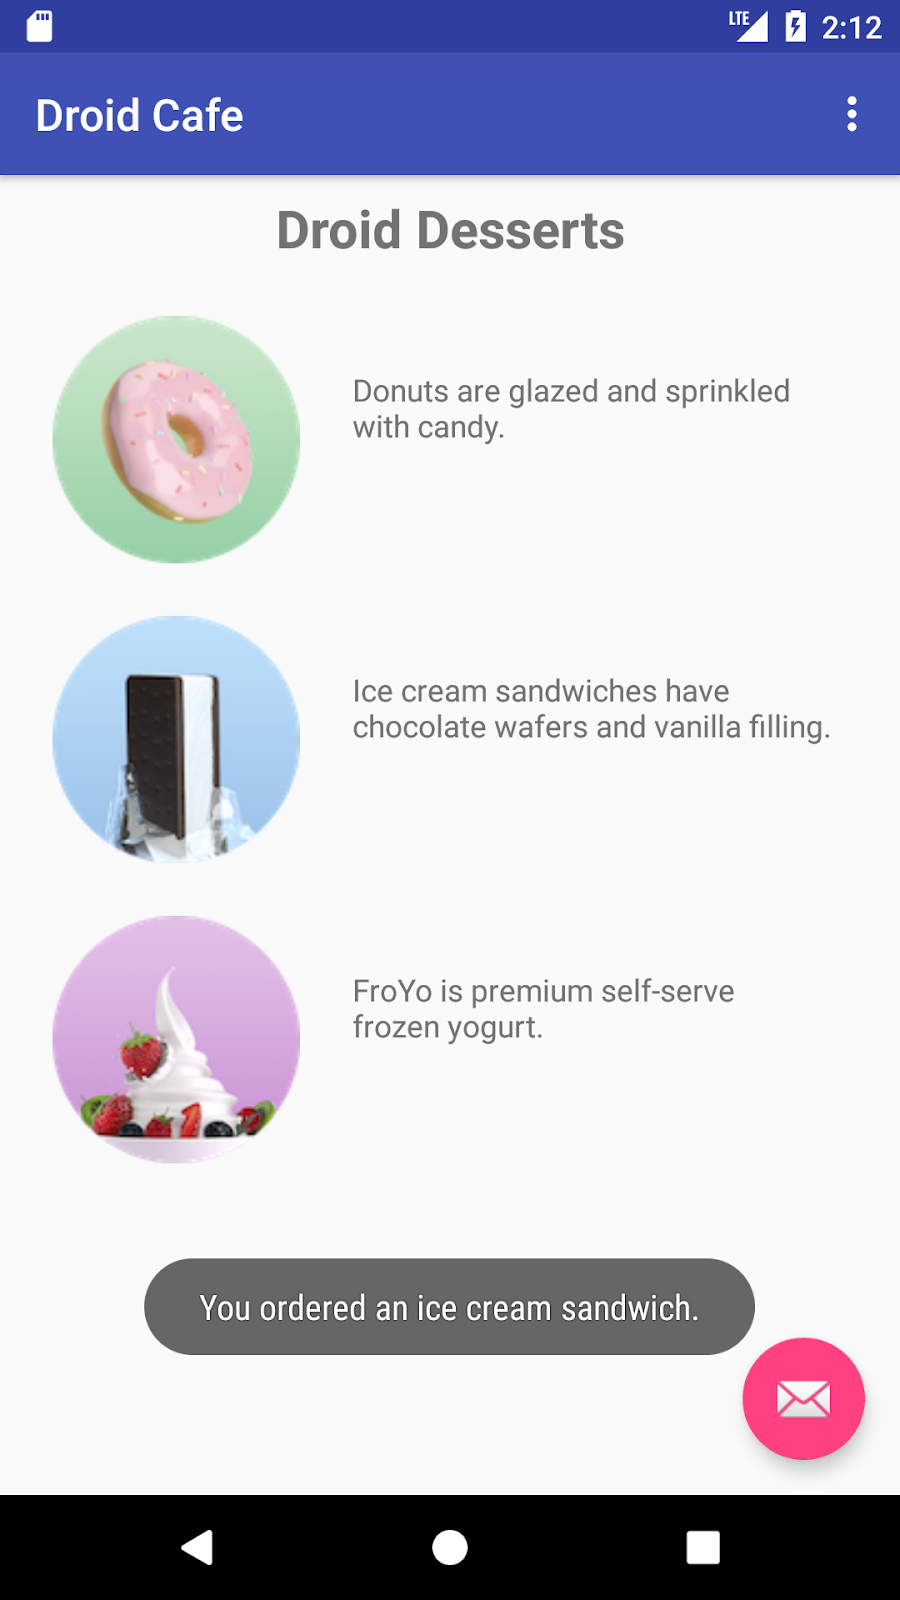 LTE 2:12
Droid Cafe
Droid Desserts
Donuts are glazed and sprinkled
with candy.
Ice cream sandwiches have
chocolate wafers and vanilla filling.
FroYo is premium self-serve
frozen yogurt.
You ordered an ice cream sandwich.